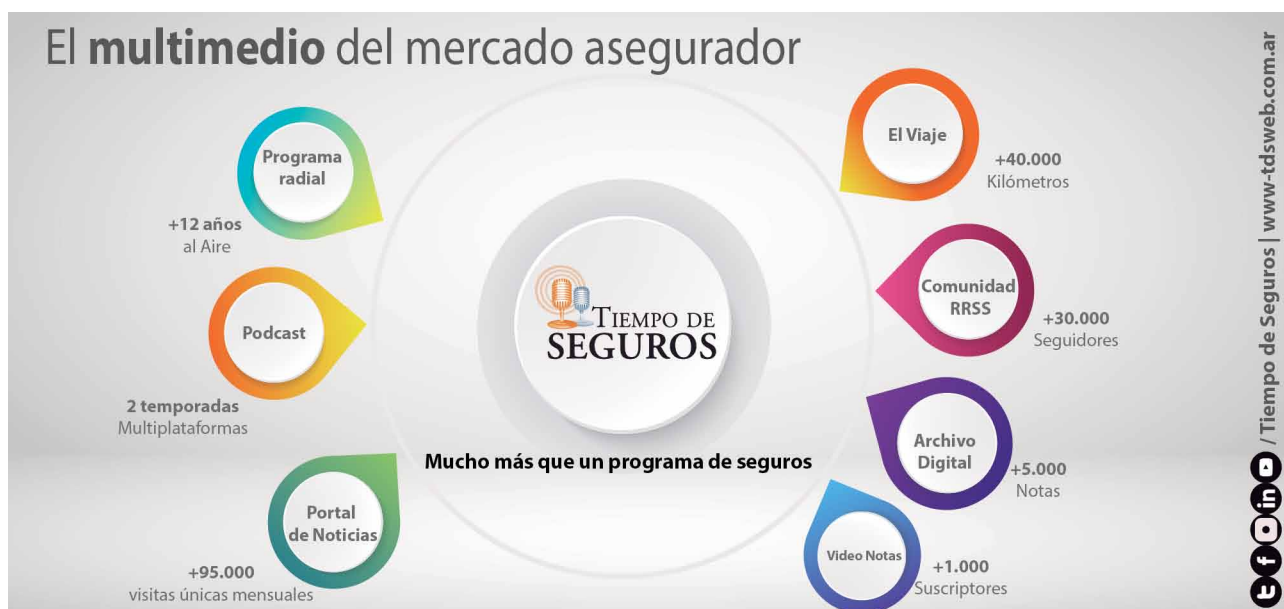 El multimedio del mercado asegurador
Programa
radial
+12 años
al Aire
Podcast
2 temporadas
Multiplataformas
Portal
de Noticias
+95.000
visitas únicas mensuales
TIEMPO DE
SEGUROS
Mucho más que un programa de seguros
El Viaje
+40.000
Kilómetros
Comunidad
RRSS
+30.000
Seguidores
Archivo
Digital
+5.000
Notas
Video Notas
+1.000
Suscriptores
/ Tiempo de Seguros | www-tdsweb.com.ar